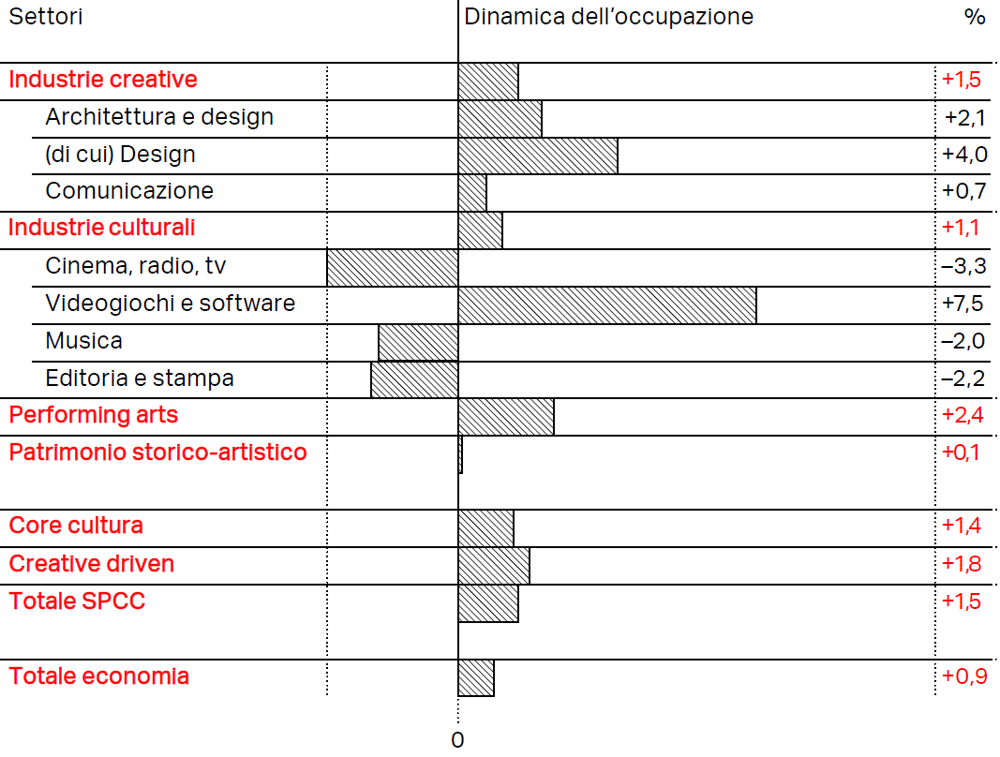 Settori Dinamica dell’occupazione %
Industrie creative +1,5
Architettura e design +2,1
(di cui) Design +4,0
Comunicazione +0,7
Industrie culturali +1,1
Cinema, radio, tv –3,3
Videogiochi e software +7,5
Musica –2,0
Editoria e stampa –2,2
Performing arts +2,4
Patrimonio storico-artistico +0,1
Core cultura +1,4
Creative driven +1,8
Totale SPCC +1,5
Totale economia +0,9
0